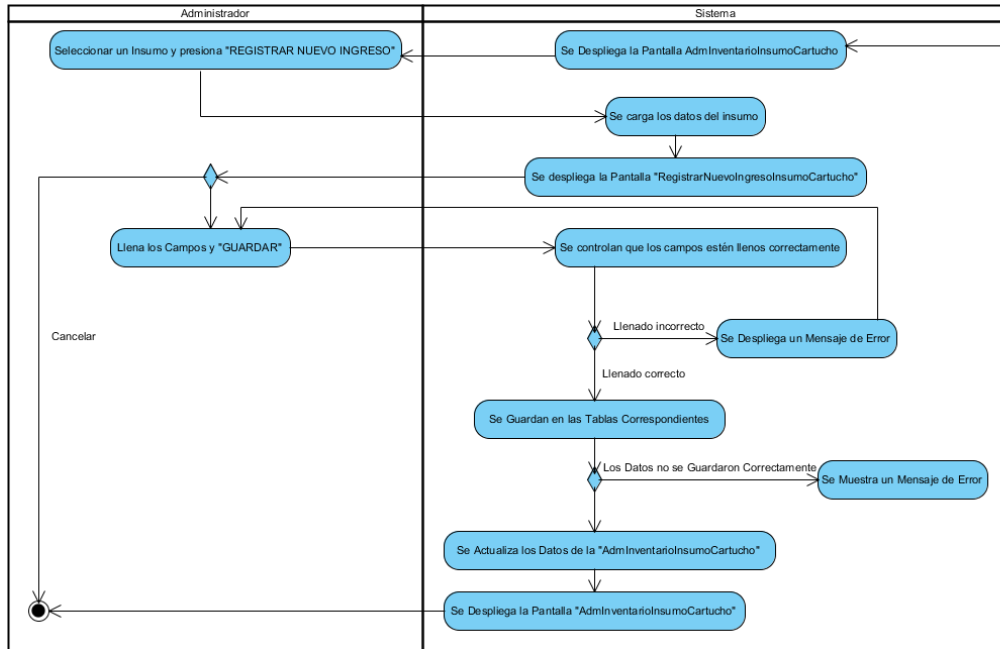 Administrador
Sistema
Seleccionar un Insumo y presiona "REGISTRAR NUEVO INGRESO"
Se Despliega la Pantalla AdmInventarioInsumoCartucho
Se carga los datos del insumo
Se despliega la Pantalla "RegistrarNuevoIngresoInsumoCartucho"
Llena los Campos y "GUARDAR"
Se controlan que los campos estén llenos correctamente
Cancelar
Llenado incorrecto
Se Despliega un Mensaje de Error
Llenado correcto
Se Guardan en las Tablas Correspondientes
Los Datos no se Guardaron Correctamente
Se Muestra un Mensaje de Error
Se Actualiza los Datos de la "AdmInventarioInsumoCartucho"
Se Despliega la Pantalla "AdmInventarioInsumoCartucho"